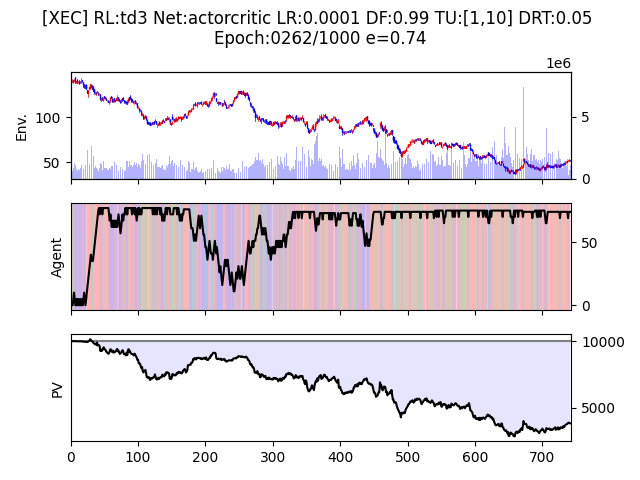 [XEC] RL:td3 Net:actorcritic LR:0.0001 DF:0.99 TU:[1,10] DRT:0.05
Epoch:0262/1000 e=0.74
1e6
Env.
100
50
5
0
Agent
50
0
PV
10000
5000
0 100 200 300 400 500 600 700